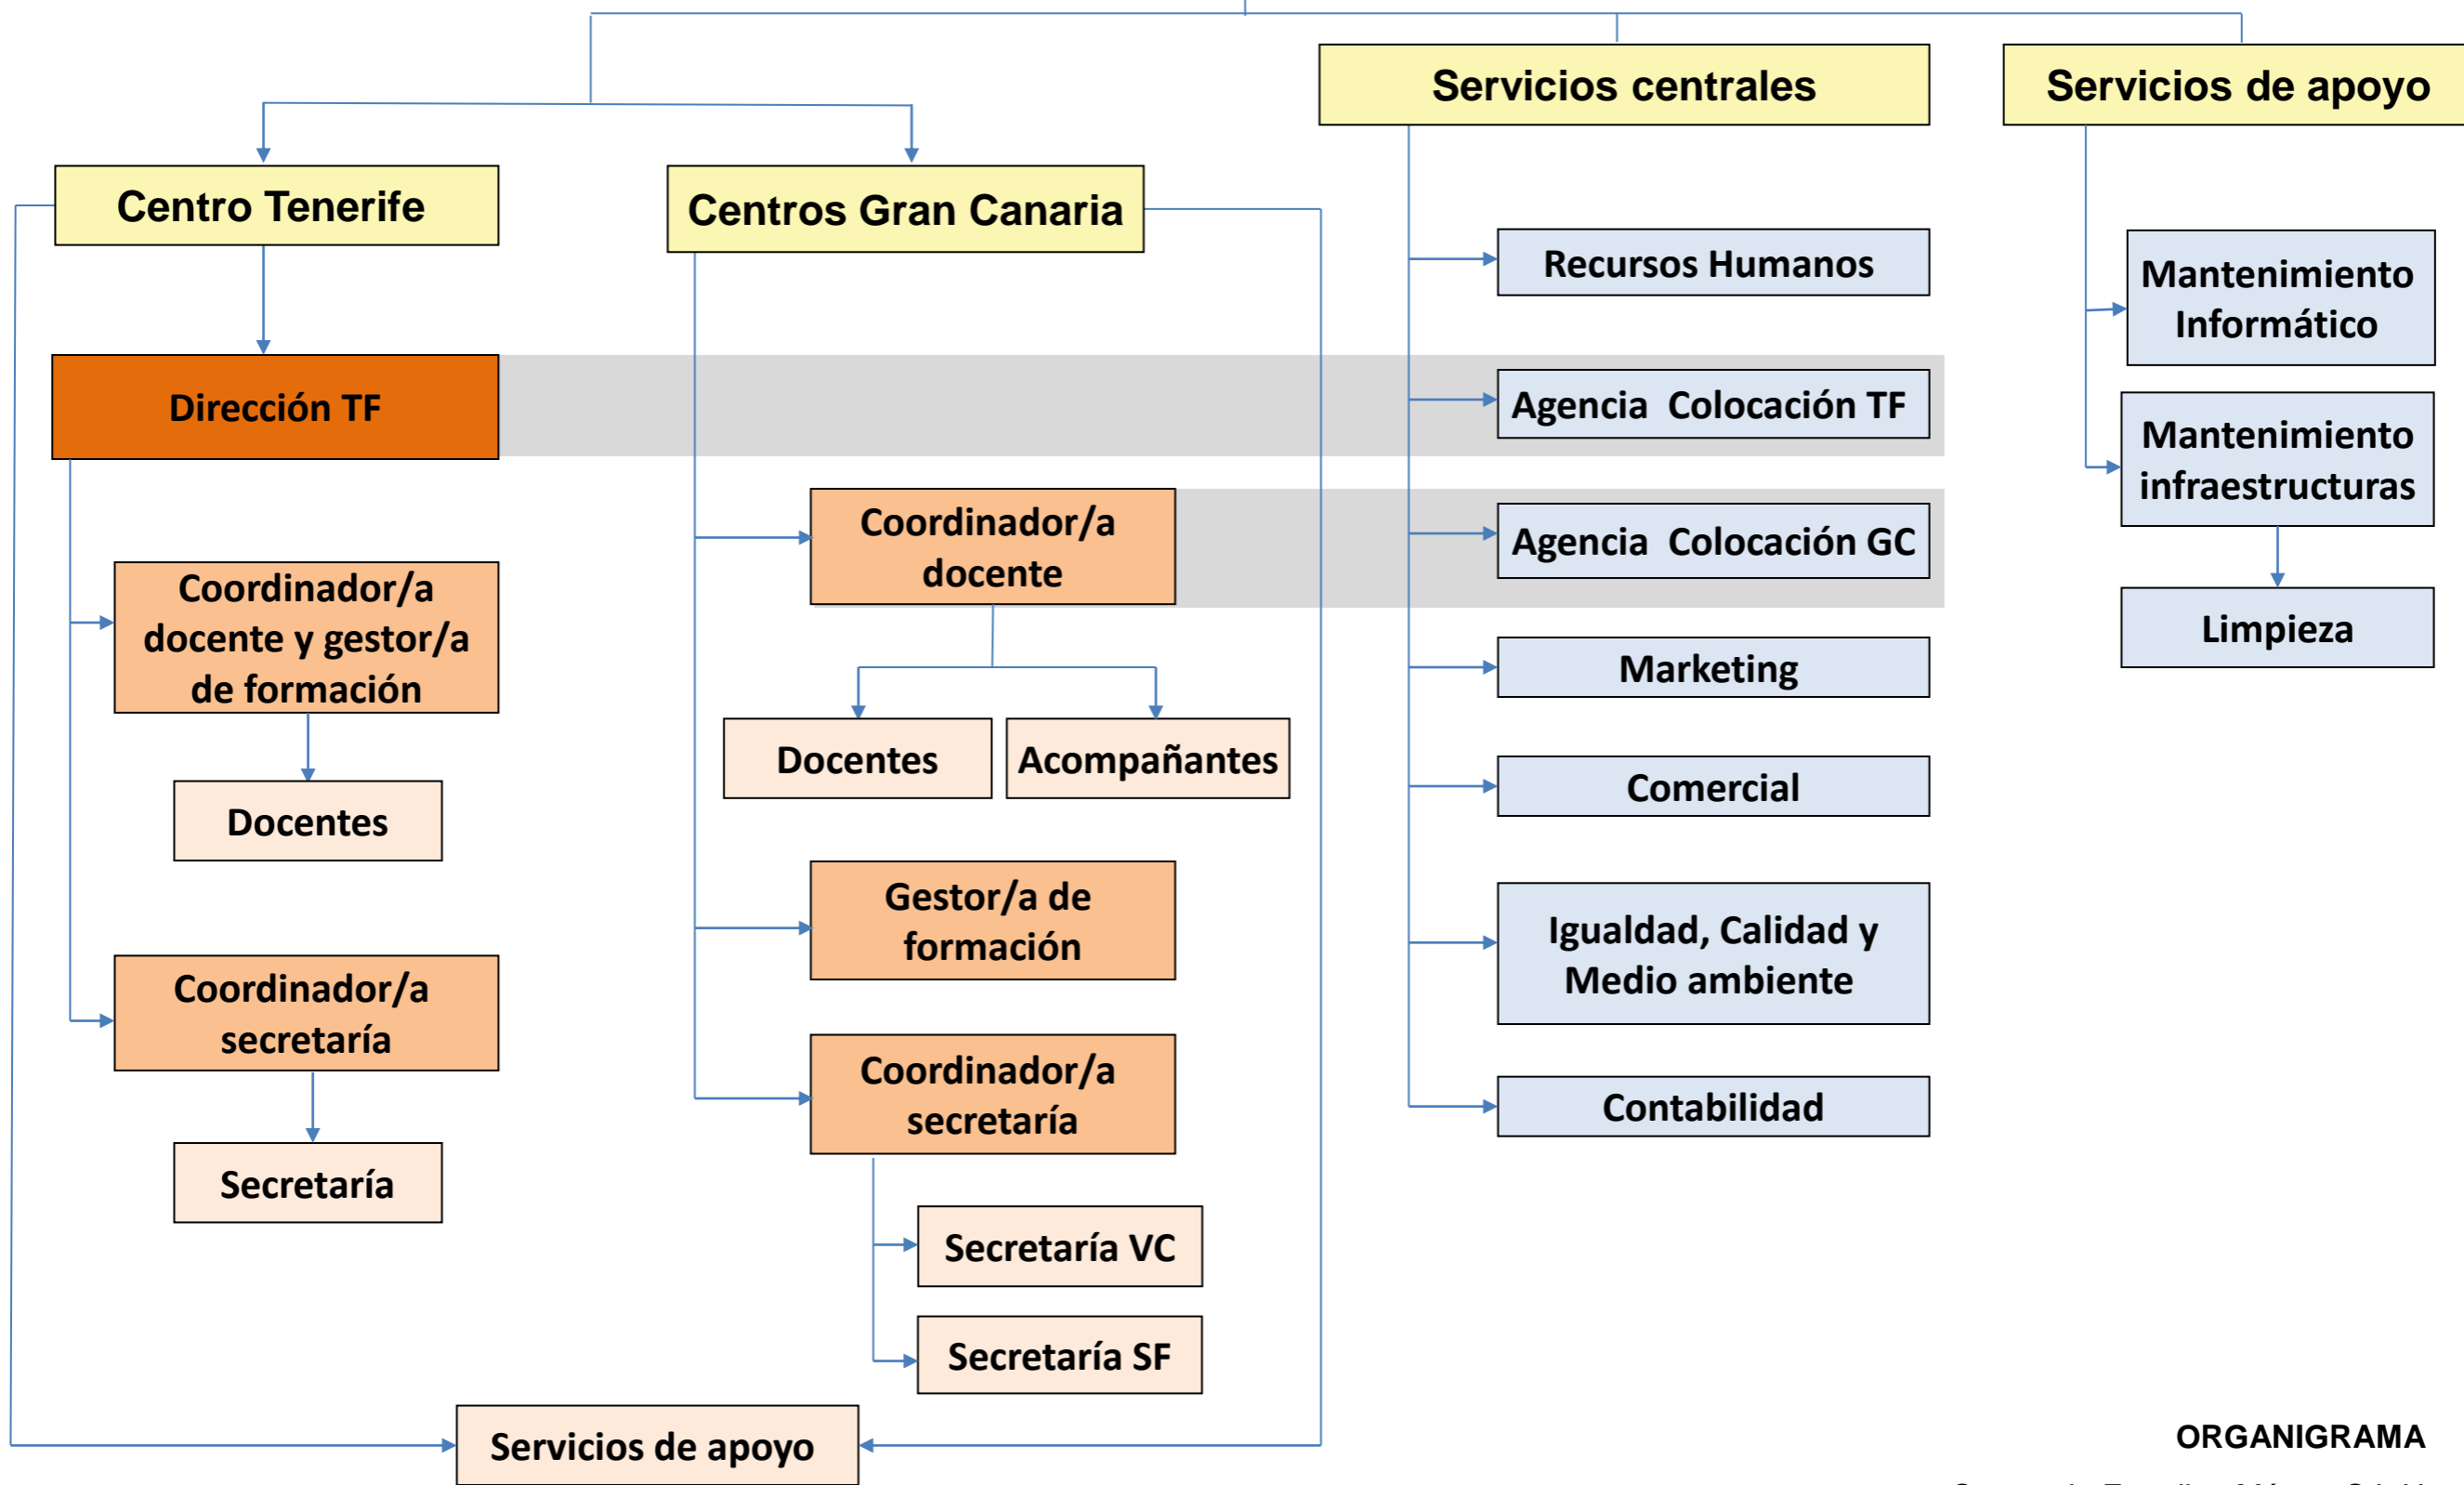 Servicios centrales
Servicios de apoyo
Centro Tenerife
Centros Gran Canaria
Recursos Humanos
Mantenimiento
Informático
Dirección TF
Agencia Colocación TF
Mantenimiento
infraestructuras
Coordinador/a
docente
Agencia Colocación GC
Coordinador/a
docente y gestor/a
de formación
Limpieza
Marketing
Docentes
Acompañantes
Comercial
Docentes
Gestor/a de
formación
Igualdad, Calidad y
Medio ambiente
Coordinador/a
secretaría
Coordinador/a
secretaría
Contabilidad
Secretaría
Secretaría VC
Secretaría SF
Servicios de apoyo
ORGANIGRAMA